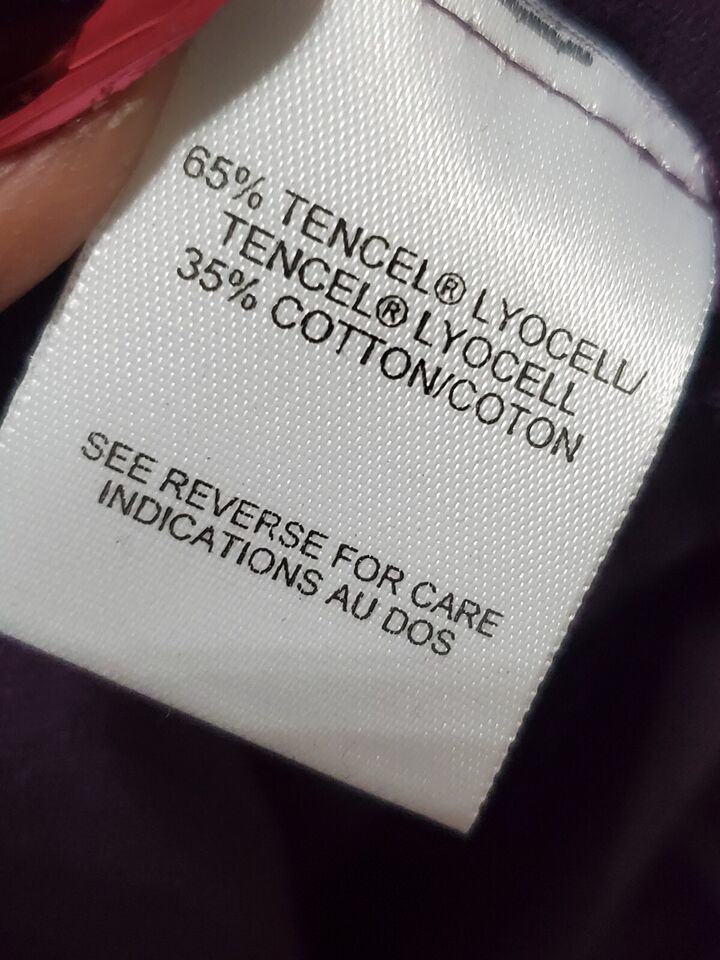 65% TENCEL® LYOCELL/
TENCEL® LYOCELL
35% COTTON/COTON
SEE REVERSE FOR CARE
INDICATIONS AU DOS